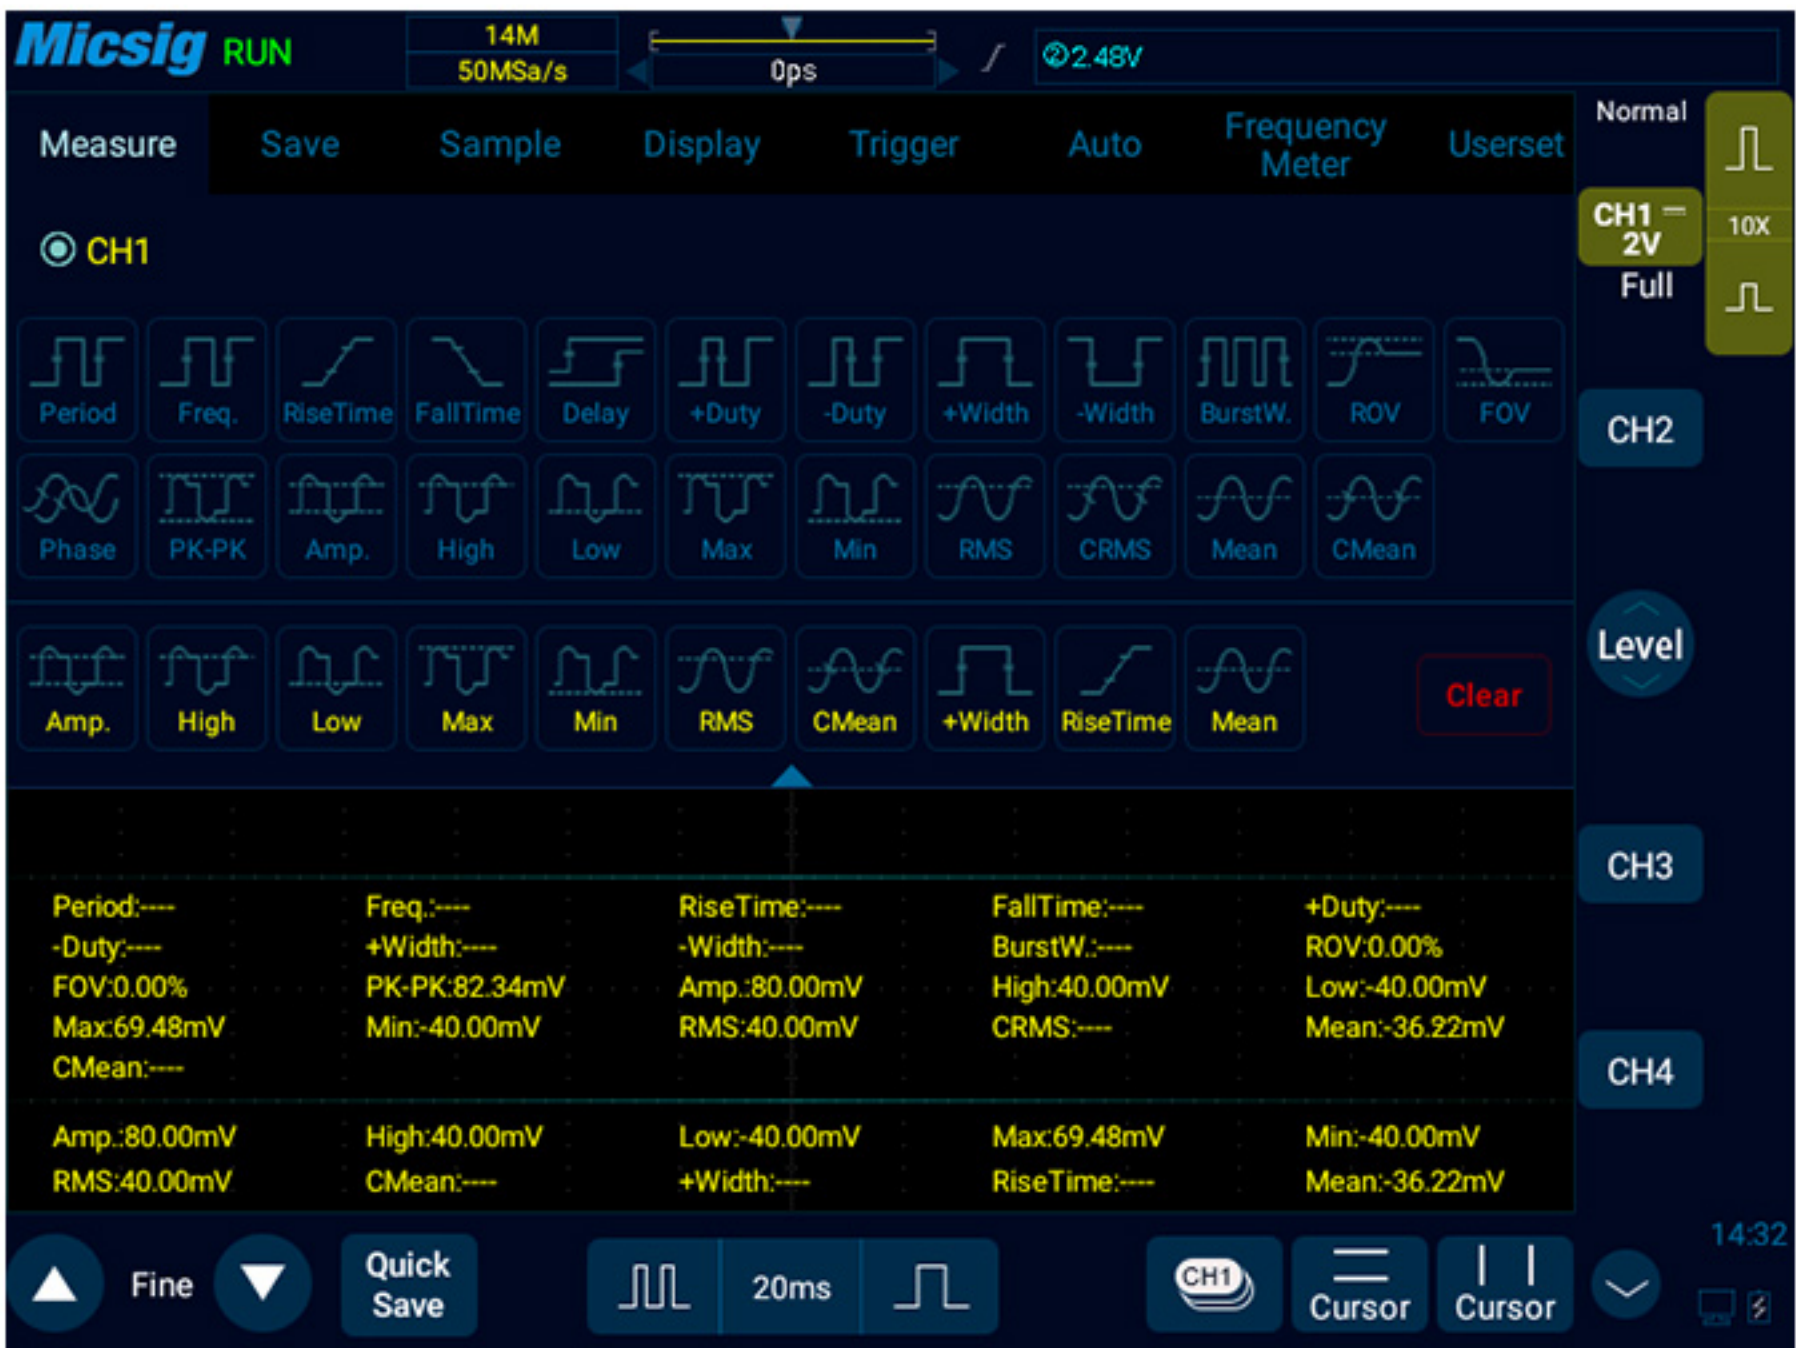 Micsig RUN 14M 50MSa/s 0ps ②2.48V
Measure Save Sample Display Trigger Auto Frequency Meter Userset Normal
CH1 CH1 2V Full 10X
Period Freq. RiseTime FallTime Delay +Duty -Duty +Width -Width BurstW. ROV FOV CH2
Phase PK-PK Amp. High Low Max Min RMS CRMS Mean CMean
Level
Amp. High Low Max Min RMS CMean +Width RiseTime Mean Clear
CH3
Period:---- Freq.:---- RiseTime:---- FallTime:---- +Duty:----
-Duty:---- +Width:---- -Width:---- BurstW.:---- ROV:0.00%
FOV:0.00% PK-PK:82.34mV Amp.:80.00mV High:40.00mV Low:-40.00mV
Max:69.48mV Min:-40.00mV RMS:40.00mV CRMS:---- Mean:-36.22mV
CMean:---- CH4
Amp.:80.00mV High:40.00mV Low:-40.00mV Max:69.48mV Min:-40.00mV
RMS:40.00mV CMean:---- +Width:---- RiseTime:---- Mean:-36.22mV
Fine Quick Save 20ms CH1 Cursor Cursor 14:32